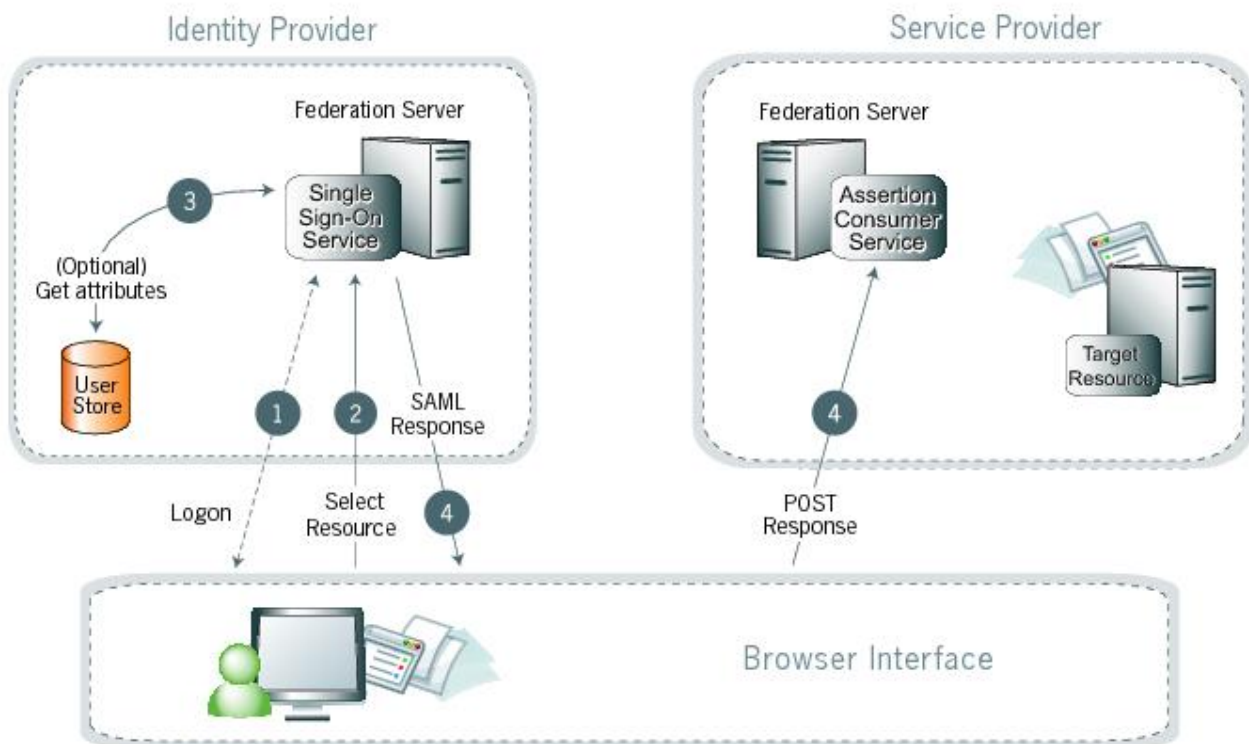 Identity Provider
Service Provider
Federation Server
Single
Sign-On
Service
3
(Optional)
Get attributes
User
Store
1
2
SAML
Response
Logon
Select
Resource
4
Federation Server
Assertion
Consumer
Service
Target
Resource
4
POST
Response
Browser Interface